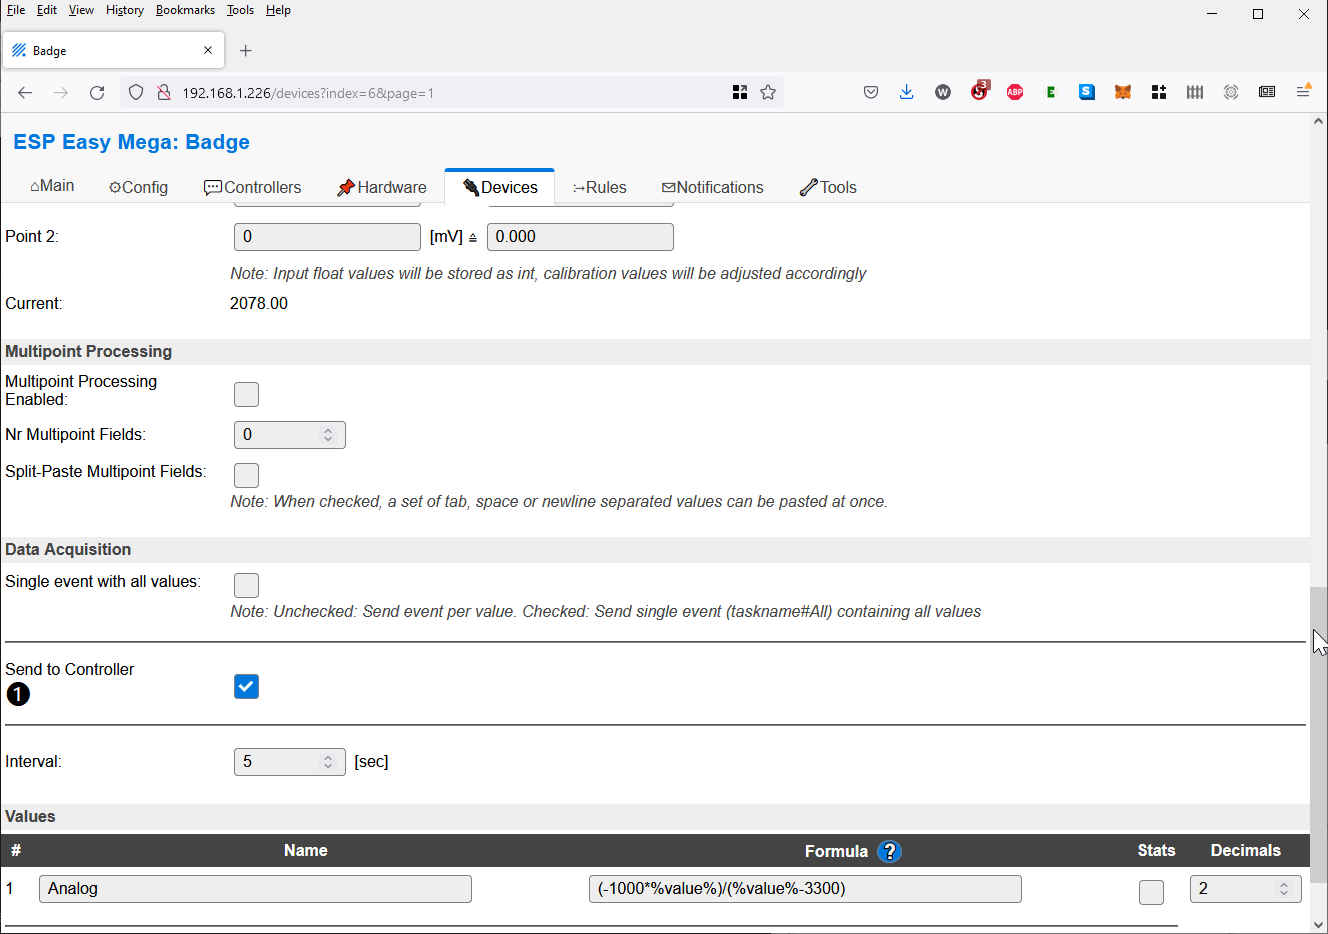 File Edit View History Bookmarks Tools Help
Badge
192.168.1.226/devices?index=6&page=1
W
3
ABP
E
S
ESP Easy Mega: Badge
Main Config Controllers Hardware Devices Rules Notifications Tools
Point 2: 0 [mV] ≙ 0.000
Note: Input float values will be stored as int, calibration values will be adjusted accordingly
Current: 2078.00
Multipoint Processing
Multipoint Processing
Enabled:
Nr Multipoint Fields: 0
Split-Paste Multipoint Fields:
Note: When checked, a set of tab, space or newline separated values can be pasted at once.
Data Acquisition
Single event with all values:
Note: Unchecked: Send event per value. Checked: Send single event (taskname#All) containing all values
Send to Controller
1
Interval: 5 [sec]
Values
# Name Formula ? Stats Decimals
1 Analog (-1000*%value%)/(%value%-3300) 2